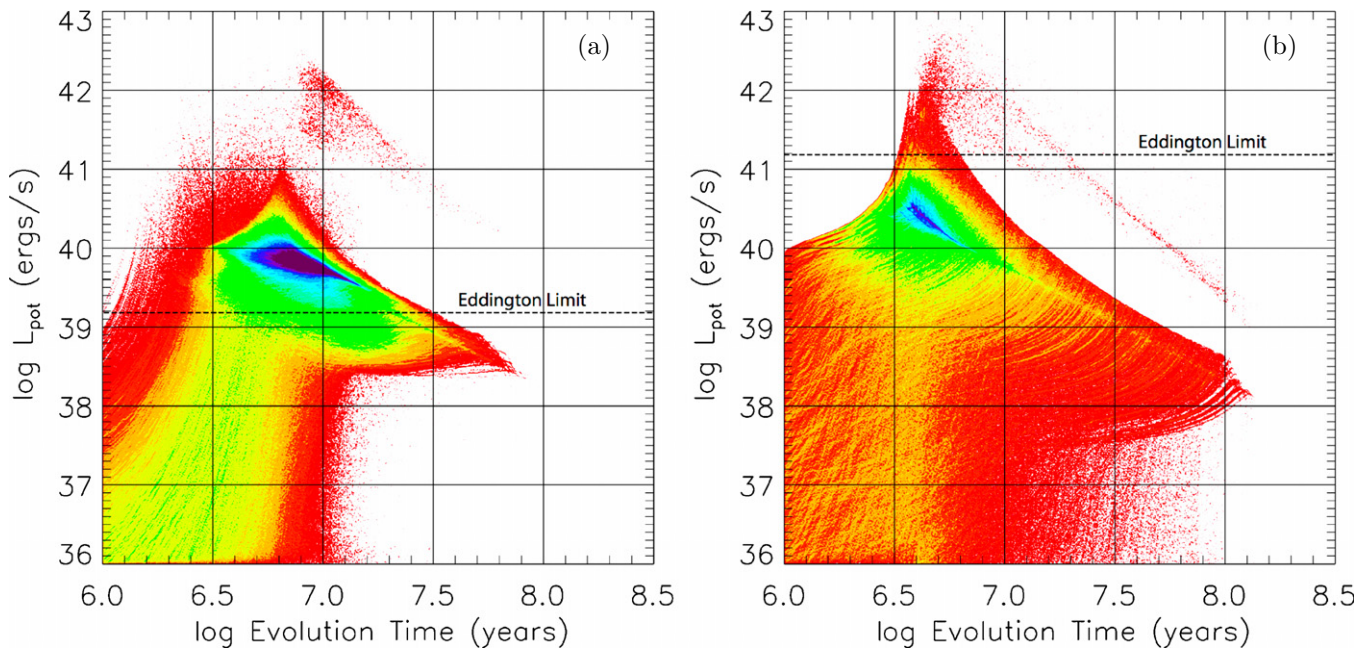 (a)
43
42
41
40
39
38
37
36
log L_pot (ergs/s)
Eddington Limit
6.0 6.5 7.0 7.5 8.0 8.5
log Evolution Time (years)
(b)
43
42
41
40
39
38
37
36
log L_pot (ergs/s)
Eddington Limit
6.0 6.5 7.0 7.5 8.0 8.5
log Evolution Time (years)